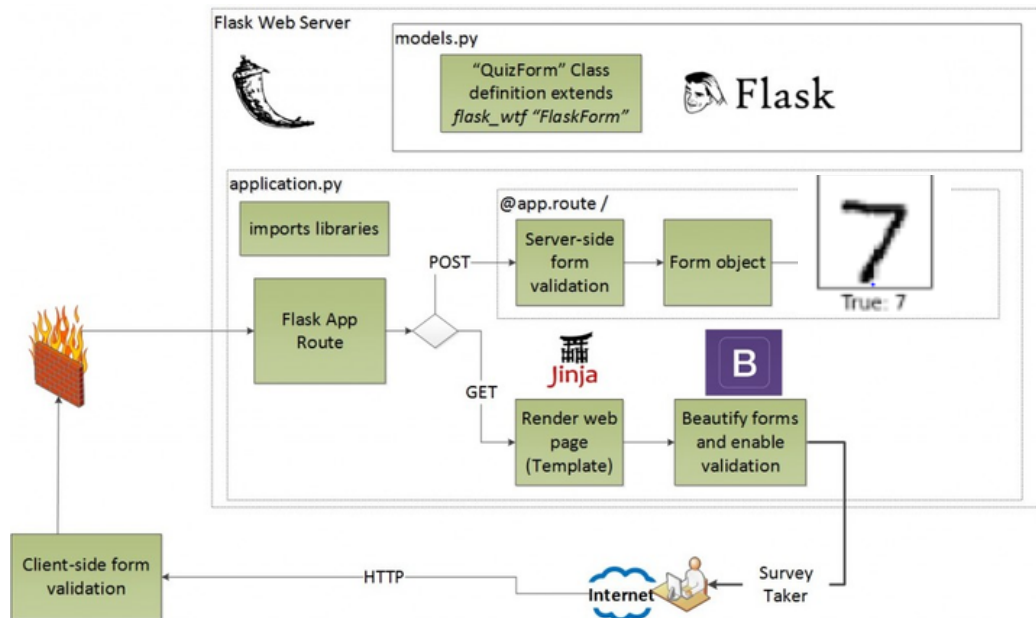 Flask Web Server
models.py
“QuizForm” Class
definition extends
flask_wtf “FlaskForm”
Flask
application.py
imports libraries
@app.route /
Server-side
form
validation
Form object
7
True: 7
POST
Flask App
Route
GET
Jinja
B
Render web
page
(Template)
Beautify forms
and enable
validation
Client-side form
validation
HTTP
Internet
Survey
Taker